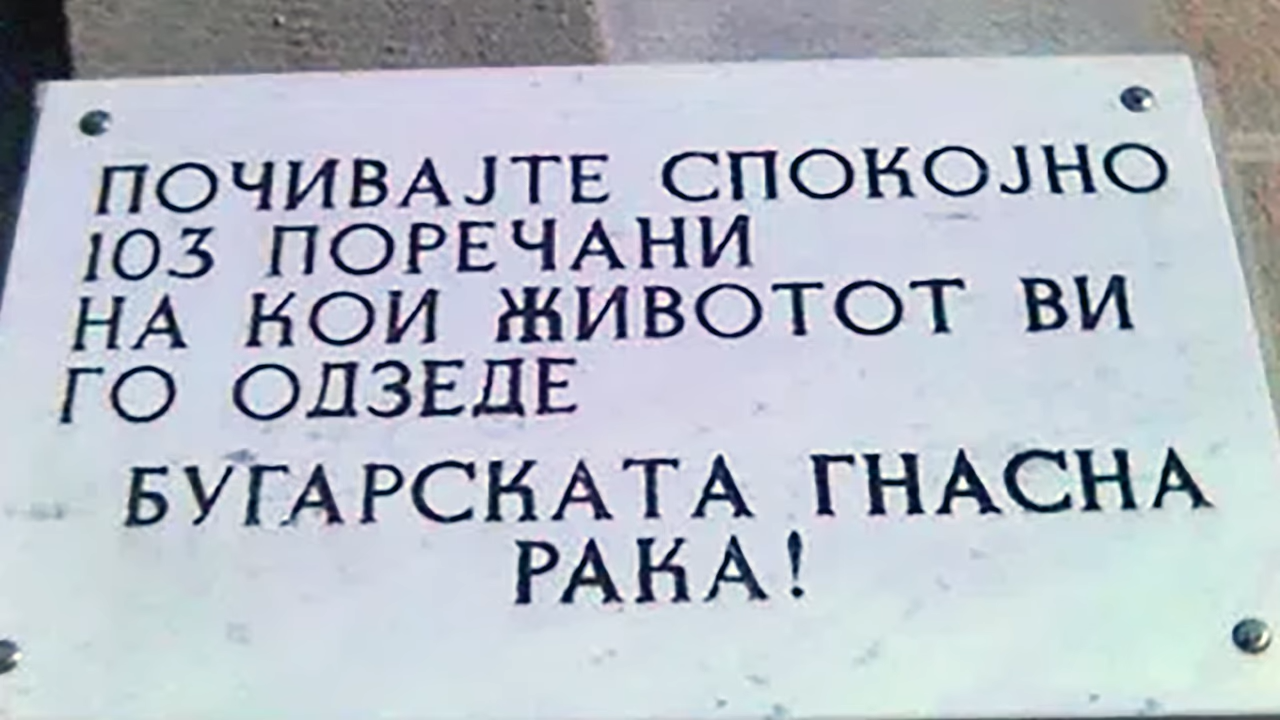 ПОЧИВАЈТЕ СПОКОЈНО
103 ПОРЕЧАНИ
НА КОИ ЖИВОТОТ ВИ
ГО ОДЗЕДЕ
БУГАРСКАТА ГНАСНА
РАКА!